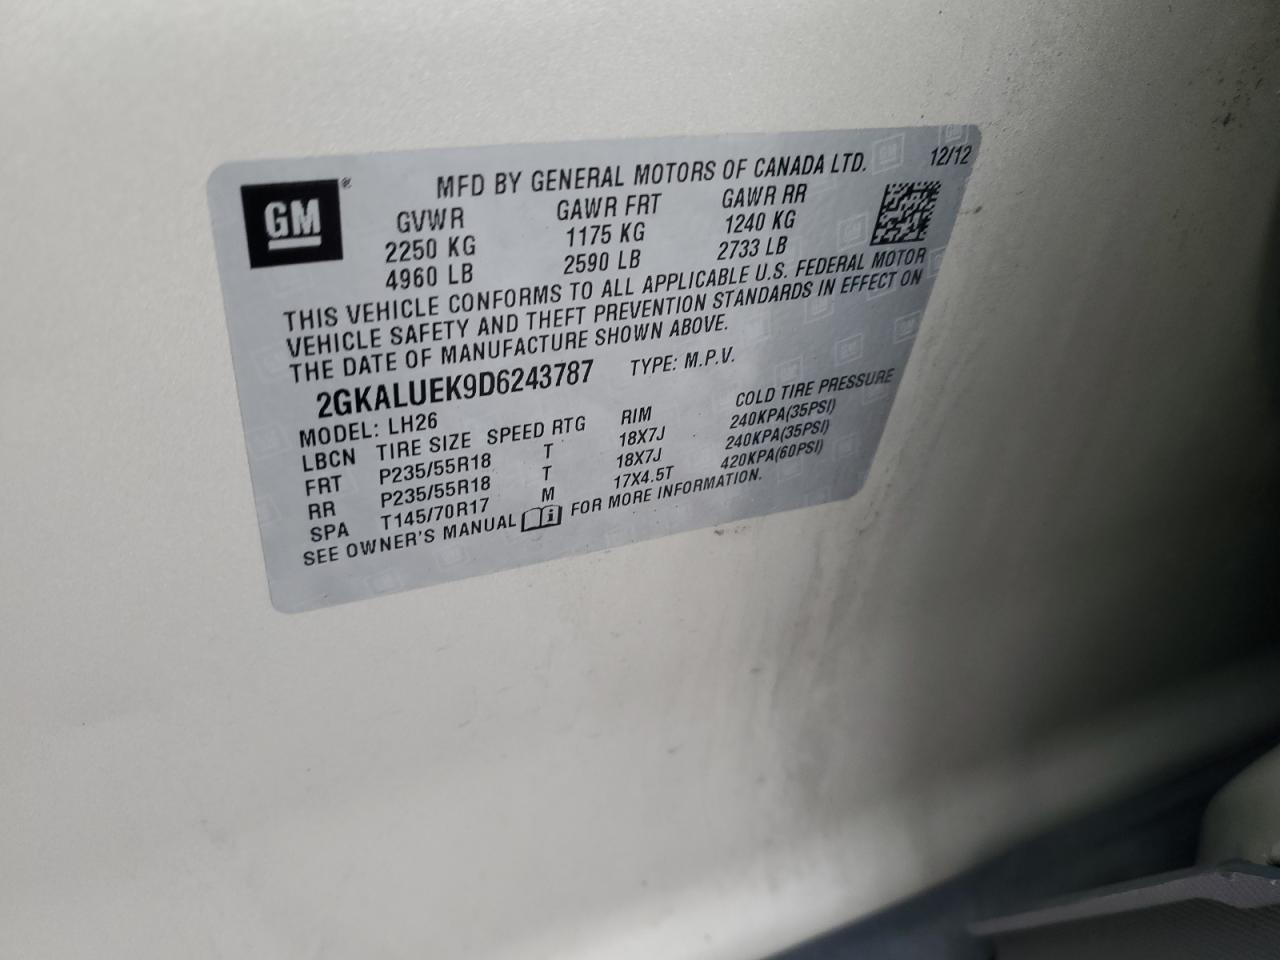 GM ®
MFD BY GENERAL MOTORS OF CANADA LTD. 12/12
GVWR GAWR FRT GAWR RR
2250 KG 1175 KG 1240 KG
4960 LB 2590 LB 2733 LB
THIS VEHICLE CONFORMS TO ALL APPLICABLE U.S. FEDERAL MOTOR
VEHICLE SAFETY AND THEFT PREVENTION STANDARDS IN EFFECT ON
THE DATE OF MANUFACTURE SHOWN ABOVE.
2GKALUEK9D6243787 TYPE: M.P.V.
MODEL: LH26
LBCN TIRE SIZE SPEED RTG RIM COLD TIRE PRESSURE
FRT P235/55R18 T 18X7J 240KPA(35PSI)
RR P235/55R18 T 18X7J 240KPA(35PSI)
SPA T145/70R17 M 17X4.5T 420KPA(60PSI)
SEE OWNER'S MANUAL i FOR MORE INFORMATION.